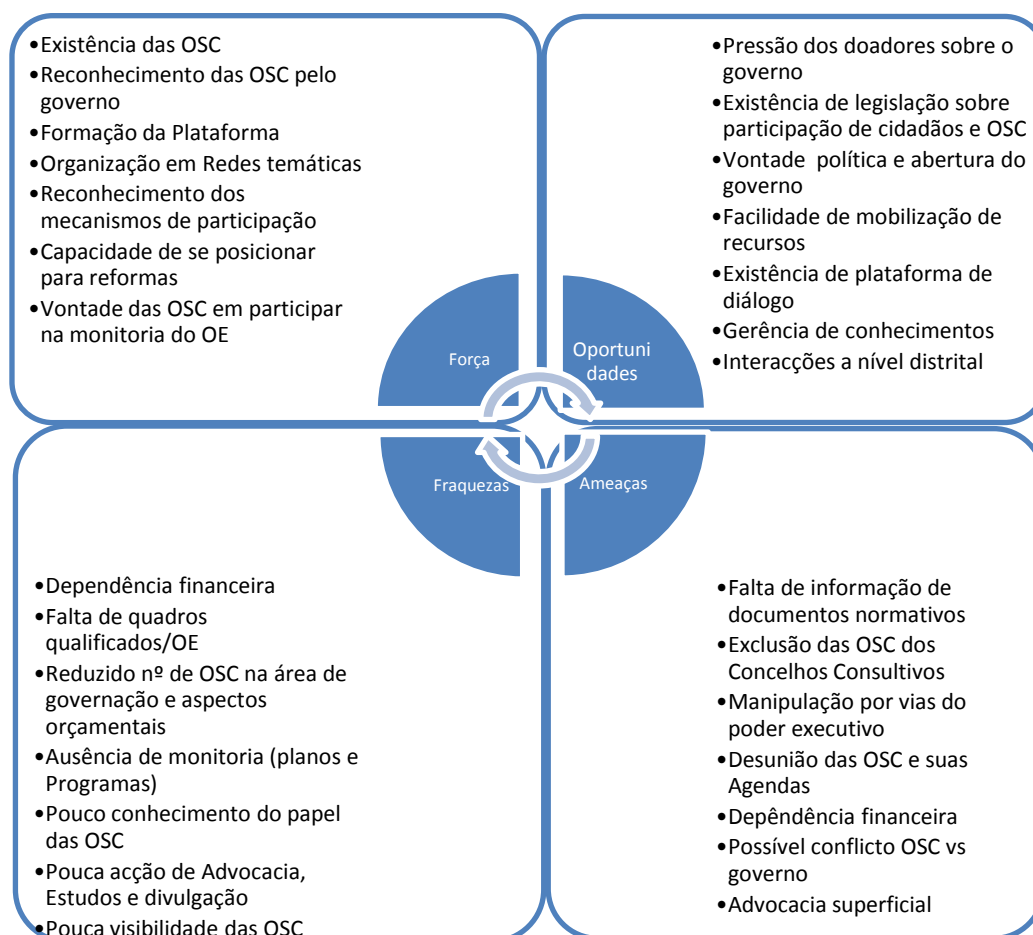 •Existência das OSC
•Reconhecimento das OSC pelo
governo
•Formação da Plataforma
•Organização em Redes temáticas
•Reconhecimento dos
mecanismos de participação
•Capacidade de se posicionar
para reformas
•Vontade das OSC em participar
na monitoria do OE
Força
•Pressão dos doadores sobre o
governo
•Existência de legislação sobre
participação de cidadãos e OSC
•Vontade política e abertura do
governo
•Facilidade de mobilização de
recursos
•Existência de plataforma de
diálogo
•Gerência de conhecimentos
•Interacções a nível distrital
Oportuni
dades
Fraquezas
•Dependência financeira
•Falta de quadros
qualificados/OE
•Reduzido nº de OSC na área de
governação e aspectos
orçamentais
•Ausência de monitoria (planos e
Programas)
•Pouco conhecimento do papel
das OSC
•Pouca acção de Advocacia,
Estudos e divulgação
•Pouca visibilidade das OSC
Ameaças
•Falta de informação de
documentos normativos
•Exclusão das OSC dos
Concelhos Consultivos
•Manipulação por vias do
poder executivo
•Desunião das OSC e suas
Agendas
•Depêndência financeira
•Possível conflicto OSC vs
governo
•Advocacia superficial